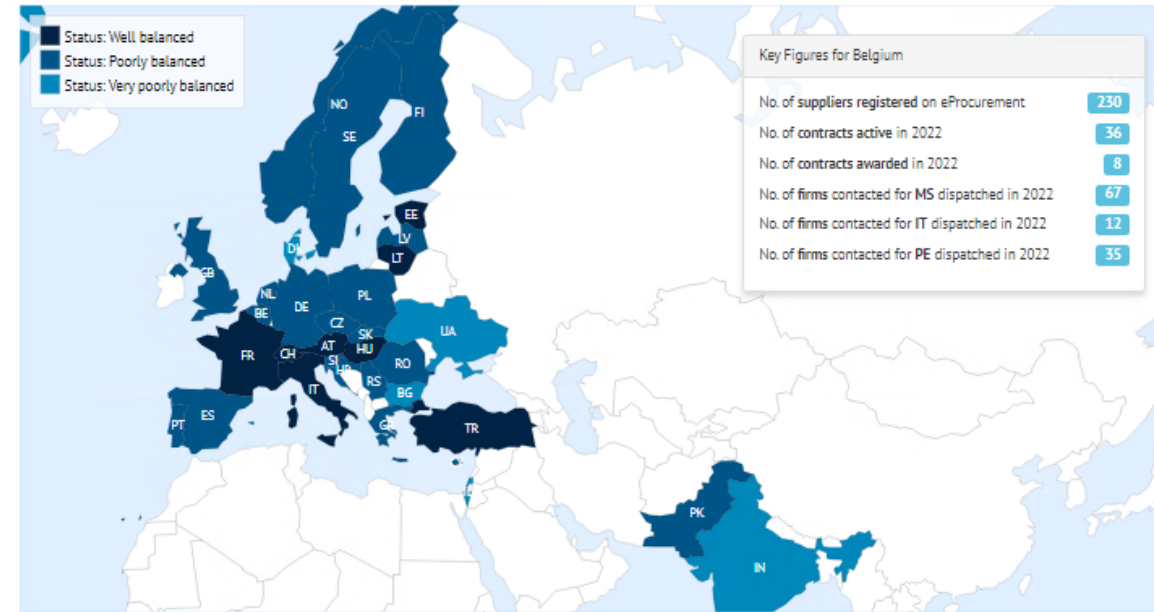 Status: Well balanced
Status: Poorly balanced
Status: Very poorly balanced
Key Figures for Belgium
No. of suppliers registered on eProcurement 230
No. of contracts active in 2022 36
No. of contracts awarded in 2022 8
No. of firms contacted for MS dispatched in 2022 67
No. of firms contacted for IT dispatched in 2022 12
No. of firms contacted for PE dispatched in 2022 35
NO
FI
SE
EE
LV
LT
GB
NL
PL
DE
BE
CZ
UA
SK
AT
HU
FR
CH
SI
RO
HR
RS
IT
BG
ES
PT
GR
TR
PK
IN